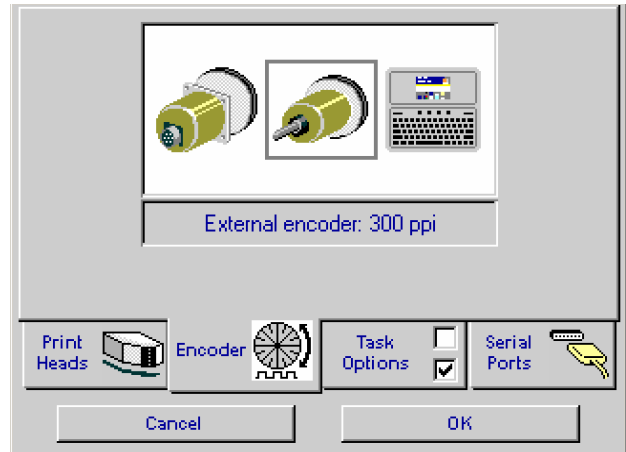 External encoder: 300 ppi
Print
Heads
Encoder
Task
Options
Serial
Ports
Cancel
OK